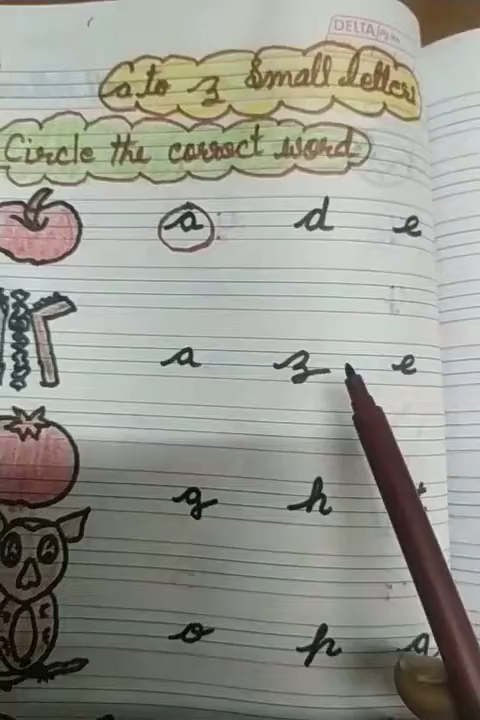 DELTA
a to z Small letters
Circle the correct word.
a d e
a z e
g h t
o p q